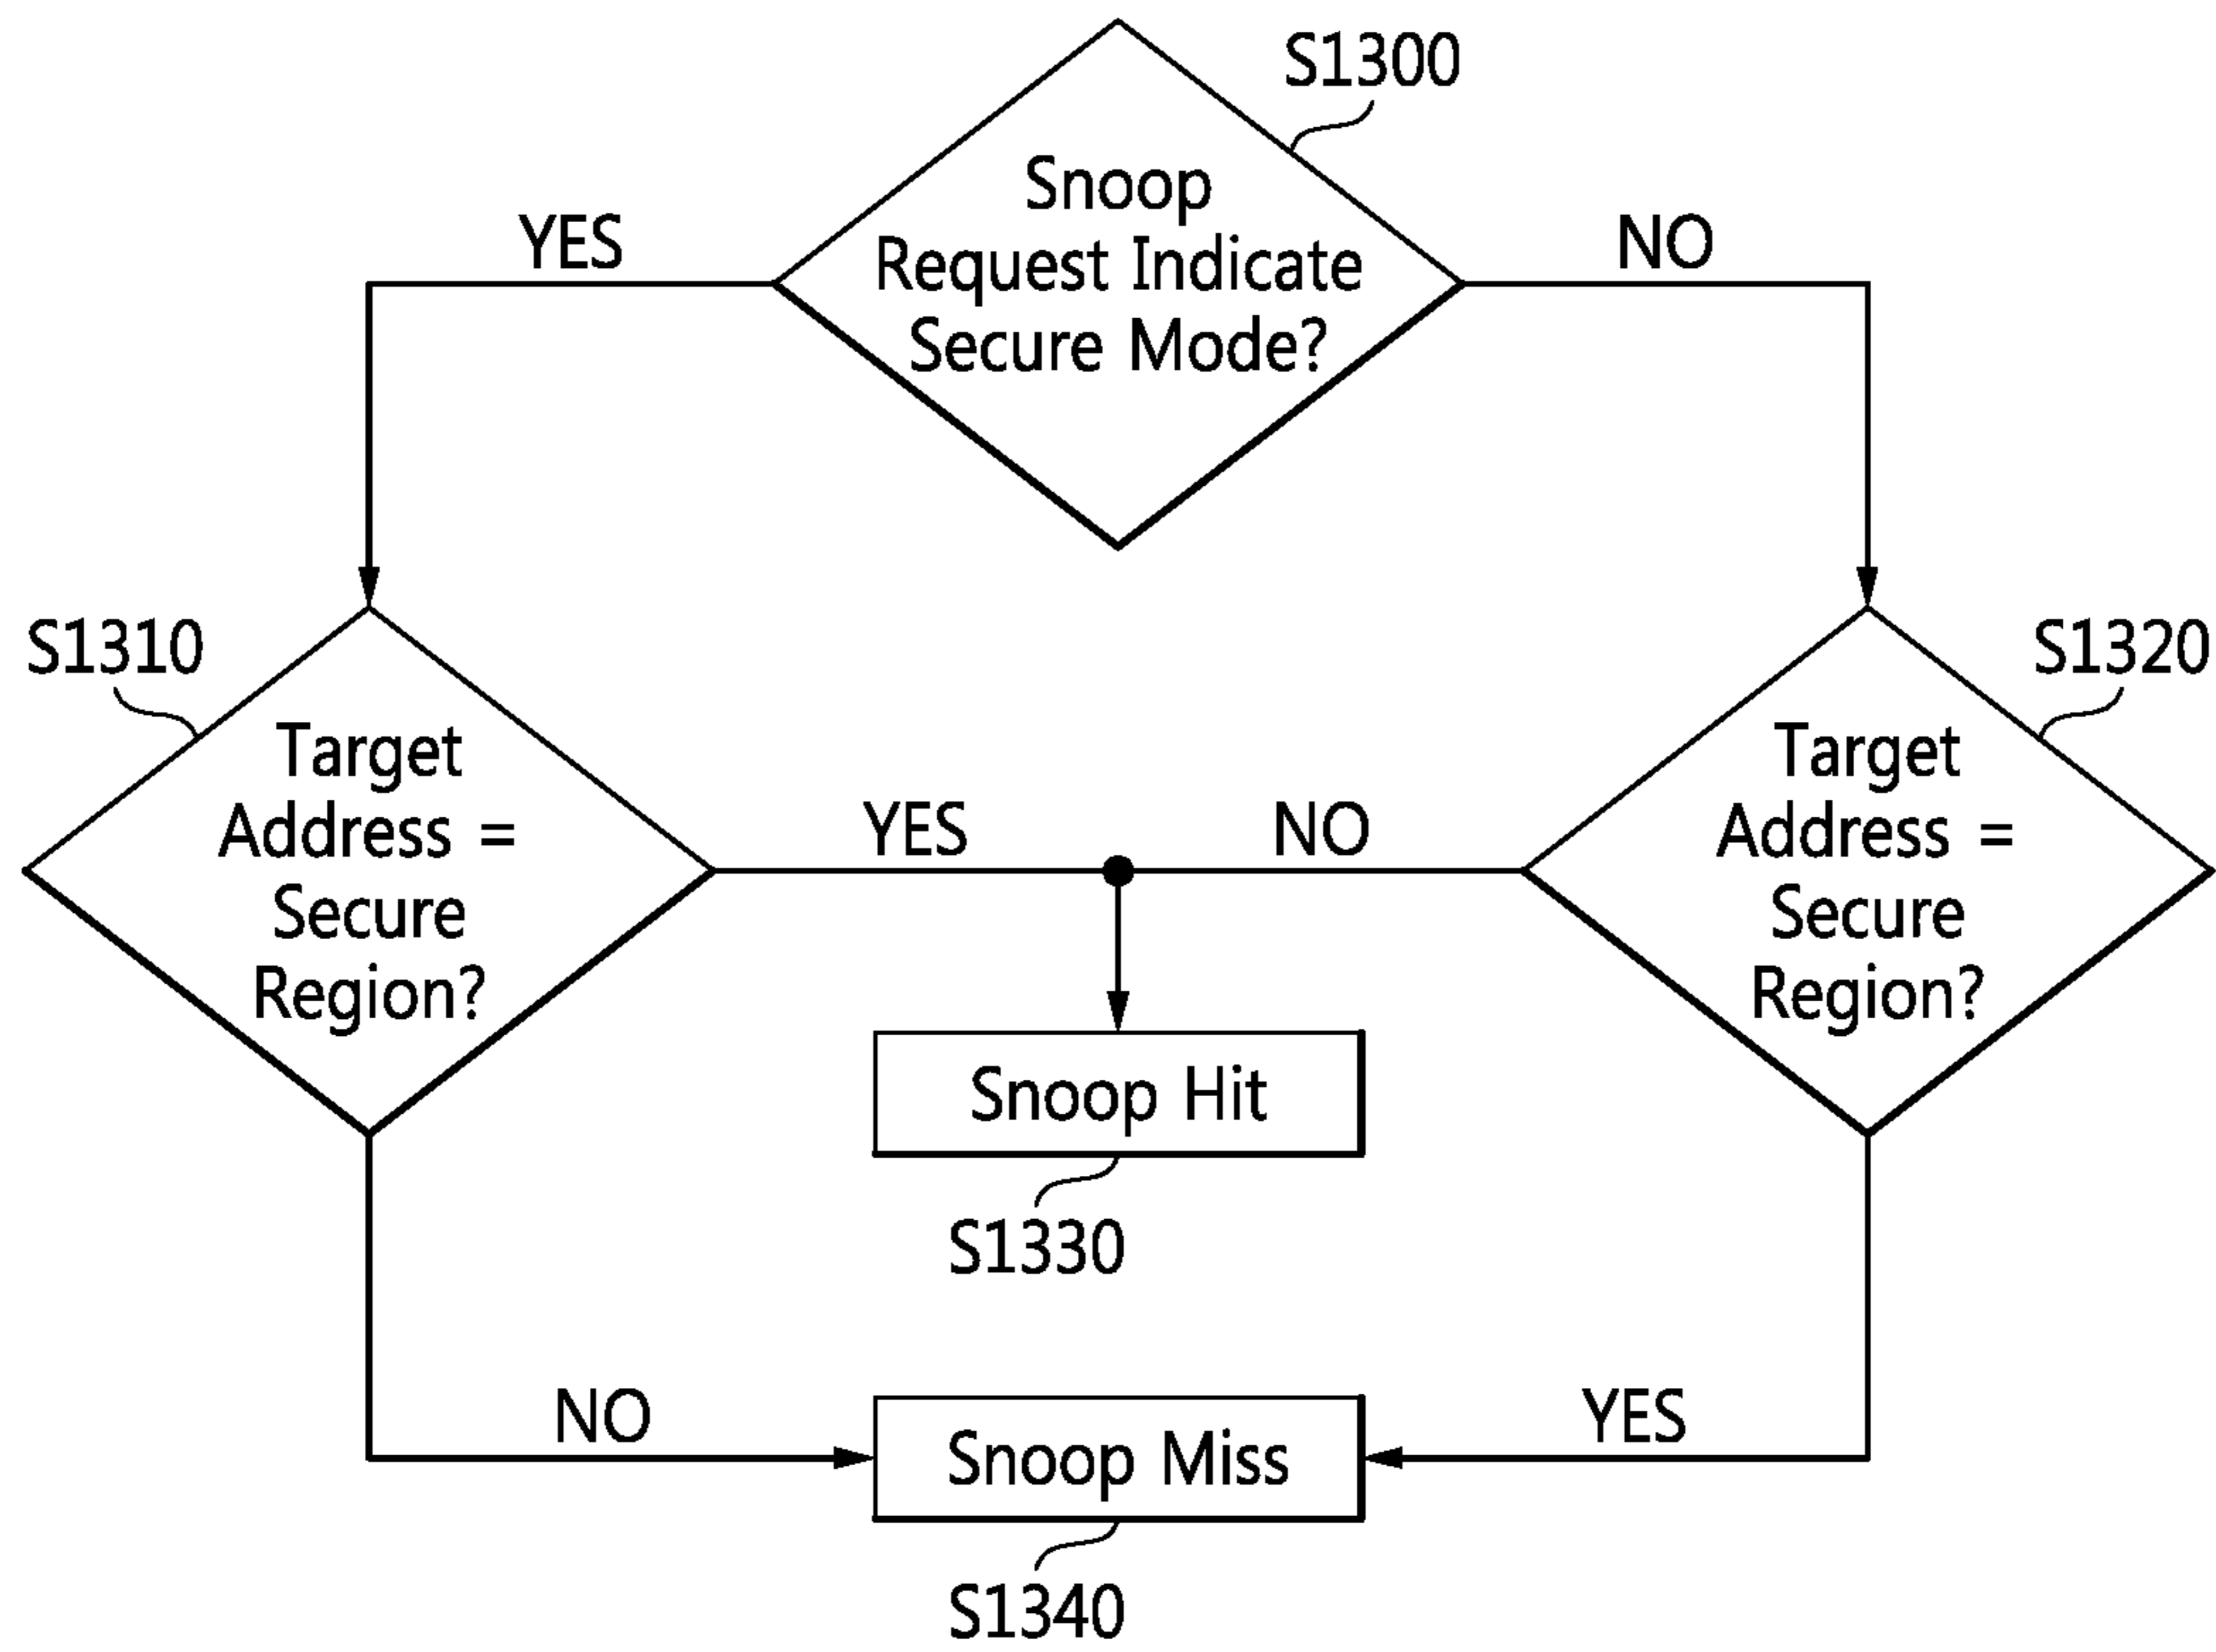 S1300
Snoop
Request Indicate
Secure Mode?
YES
NO
S1310
Target
Address =
Secure
Region?
S1320
Target
Address =
Secure
Region?
YES
NO
Snoop Hit
S1330
NO
Snoop Miss
YES
S1340